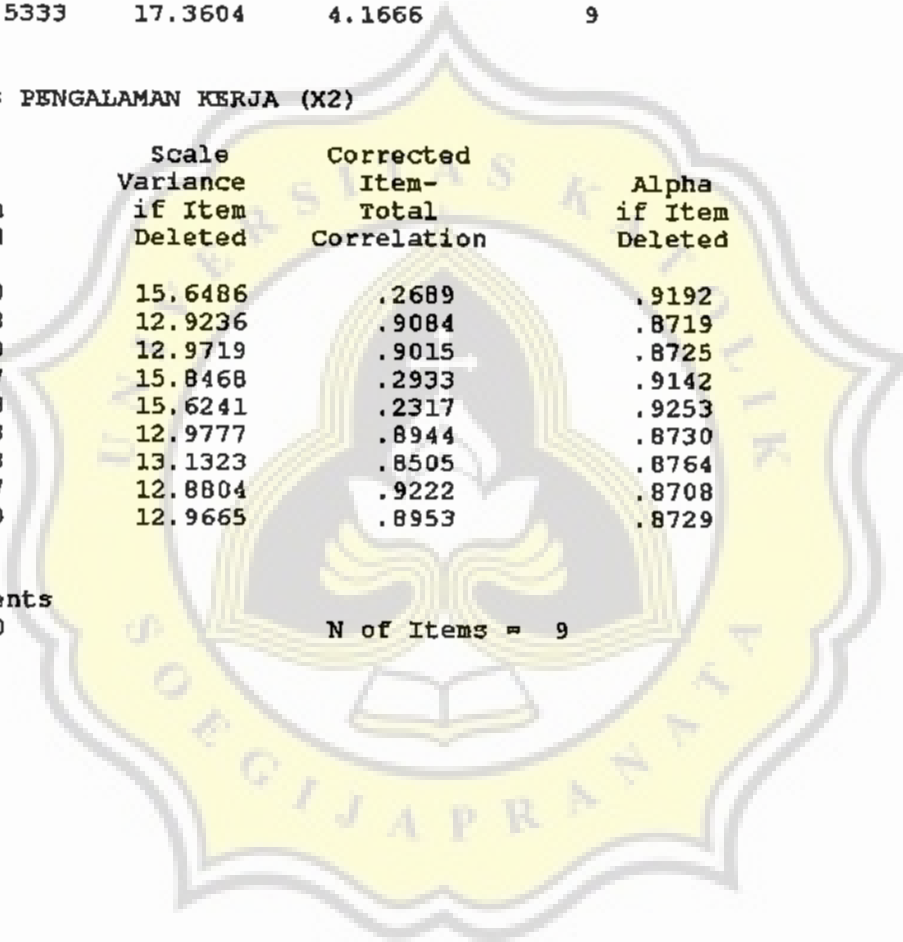 5333 17.3604 4.1666 9
PENGALAMAN KERJA (X2)
Scale Corrected
Variance Item- Alpha
if Item Total if Item
Deleted Correlation Deleted
15.6486 .2689 .9192
12.9236 .9084 .8719
12.9719 .9015 .8725
15.8468 .2933 .9142
15.6241 .2317 .9253
12.9777 .8944 .8730
13.1323 .8505 .8764
12.8804 .9222 .8708
12.9665 .8953 .8729
ents
N of Items = 9
UNIVERSITAS KATOLIK
SOEGIJAPRANATA